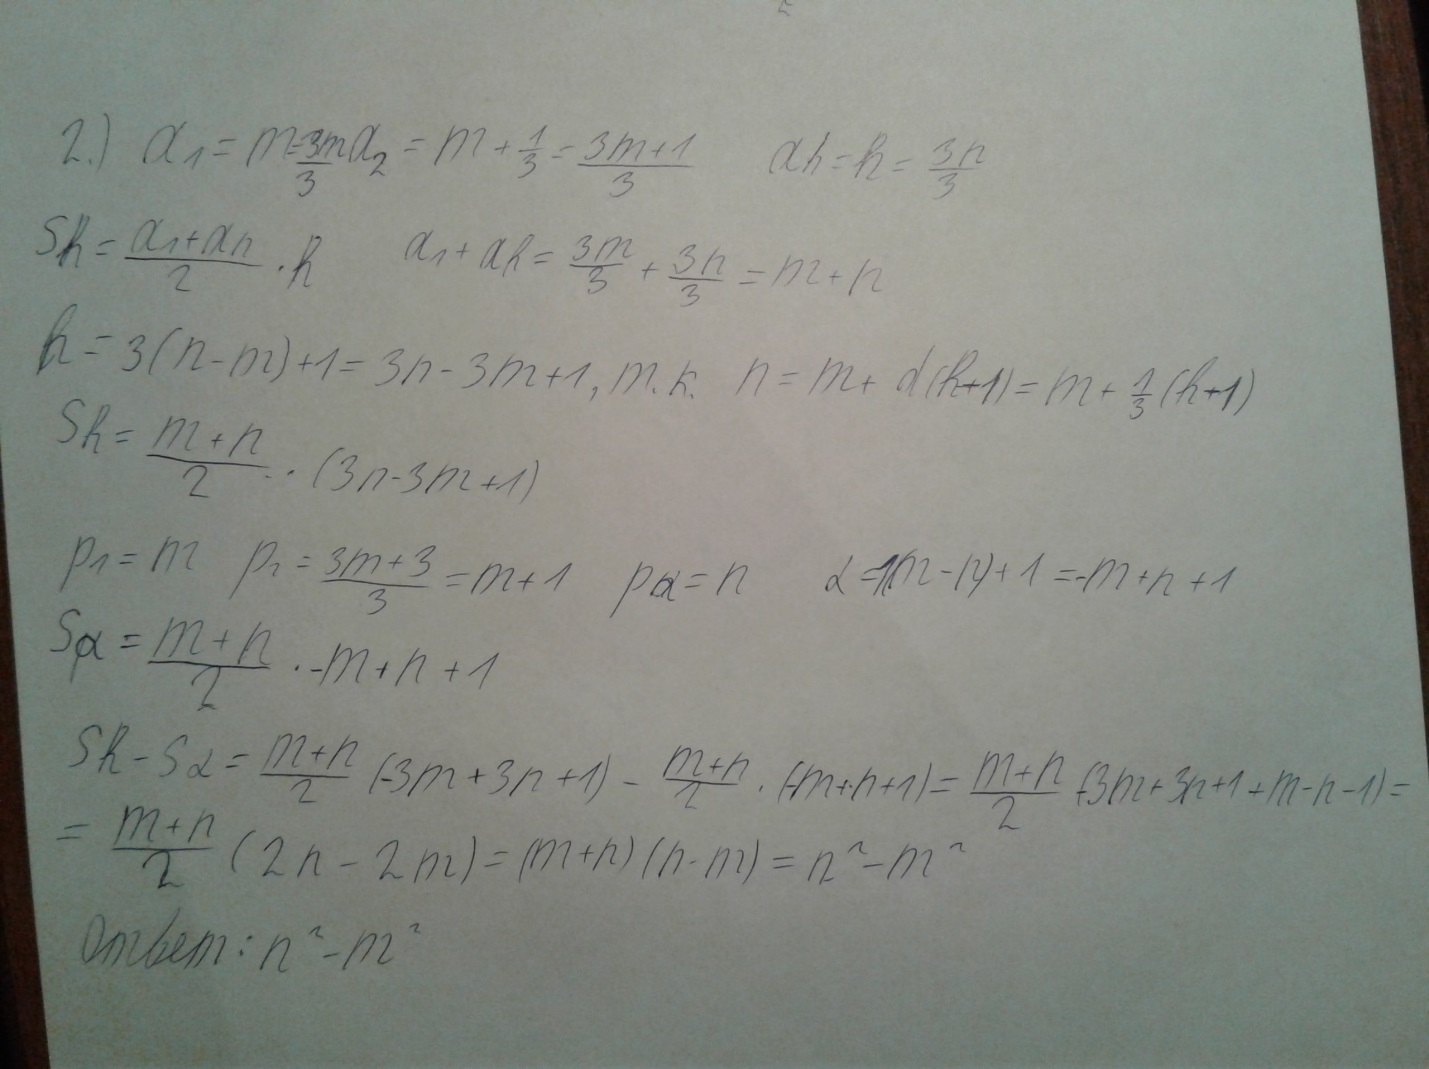 2.) a₁ = m = 3m/3 a₂ = m + 1/3 = (3m+1)/3 ak = n = 3n/3
Sk = (a₁+an)/2 · k a₁ + ak = 3m/3 + 3n/3 = m + n
k = 3(n-m)+1 = 3n - 3m + 1, т.к. n = m + d(k+1) = m + 1/3 (k+1)
Sk = (m+n)/2 · (3n-3m+1)
p₁ = m p₂ = (3m+3)/3 = m+1 pα = n α = -1(m-n)+1 = -m+n+1
Sα = (m+n)/2 · -m+n+1
Sk - Sα = (m+n)/2 (-3m+3n+1) - (m+n)/2 · (-m+n+1) = (m+n)/2 (-3m+3n+1+m-n-1) =
= (m+n)/2 (2n-2m) = (m+n)(n-m) = n² - m²
Ответ: n² - m²